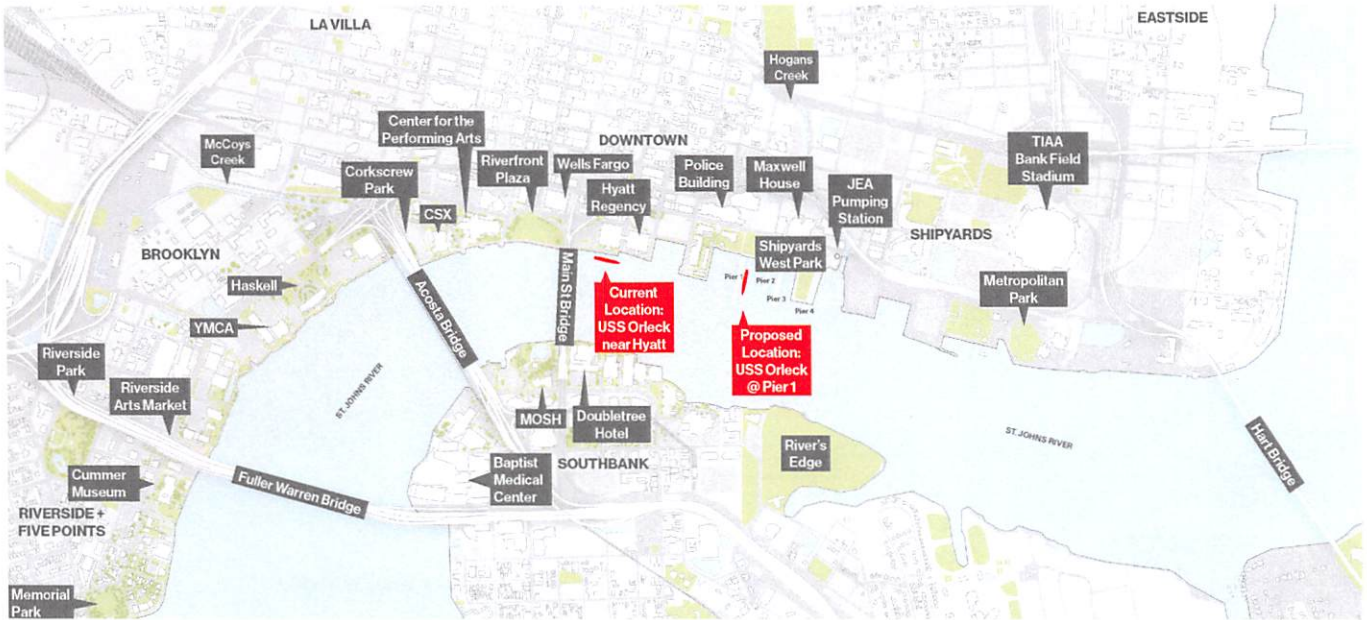 LA VILLA
EASTSIDE
Hogans
Creek
Center for the
Performing Arts
DOWNTOWN
TIAA
Bank Field
Stadium
McCoys
Creek
Corkscrew
Park
Riverfront
Plaza
Wells Fargo
Police
Building
Maxwell
House
Hyatt
Regency
JEA
Pumping
Station
CSX
SHIPYARDS
BROOKLYN
Shipyards
West Park
Main St Bridge
Haskell
Acosta Bridge
Pier 1
Pier 2
Pier 3
Pier 4
Metropolitan
Park
Current
Location:
USS Orleck
near Hyatt
YMCA
Proposed
Location:
USS Orleck
@ Pier 1
Riverside
Park
Riverside
Arts Market
ST. JOHNS RIVER
MOSH
Doubletree
Hotel
ST. JOHNS RIVER
Hart Bridge
River's
Edge
Baptist
Medical
Center
SOUTHBANK
Cummer
Museum
Fuller Warren Bridge
RIVERSIDE +
FIVE POINTS
Memorial
Park